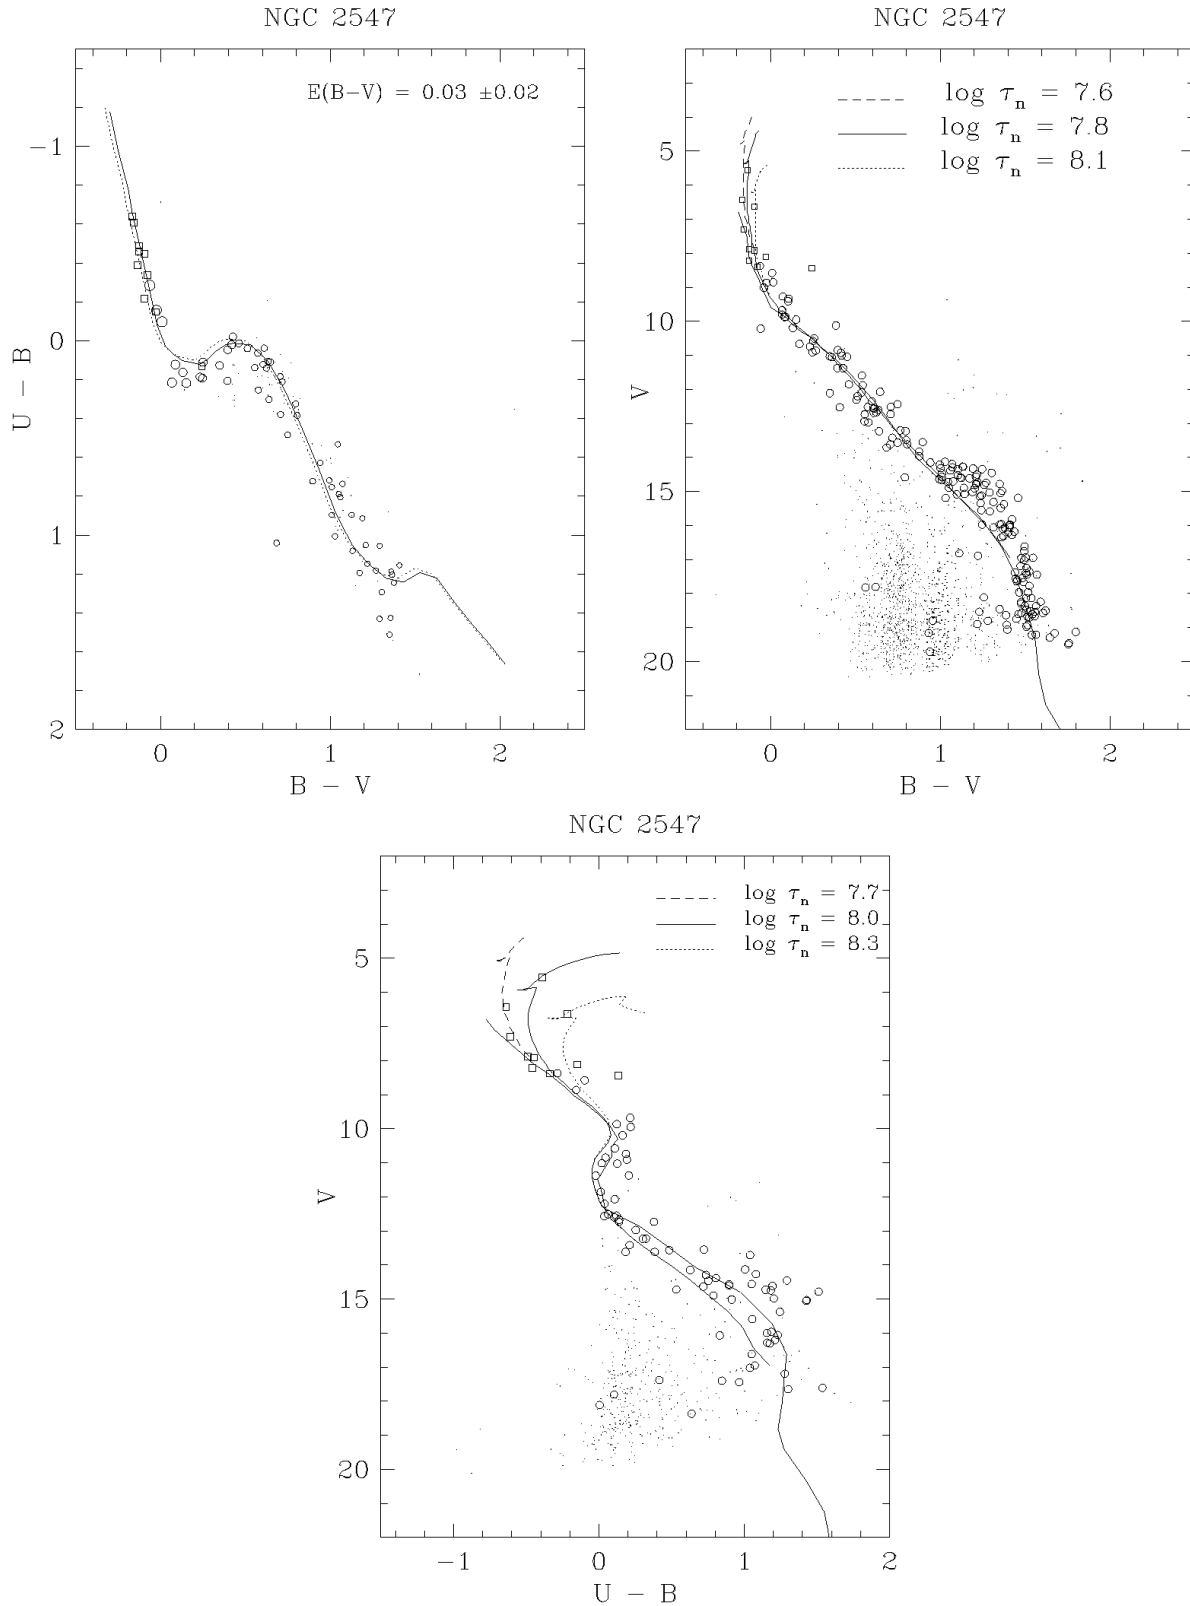 NGC 2547
NGC 2547
E(B−V) = 0.03 ±0.02
−1
0
1
2
U − B
0
1
2
B − V
log τn = 7.6
log τn = 7.8
log τn = 8.1
5
10
15
20
V
0
1
2
B − V
NGC 2547
log τn = 7.7
log τn = 8.0
log τn = 8.3
5
10
15
20
V
−1
0
1
2
U − B